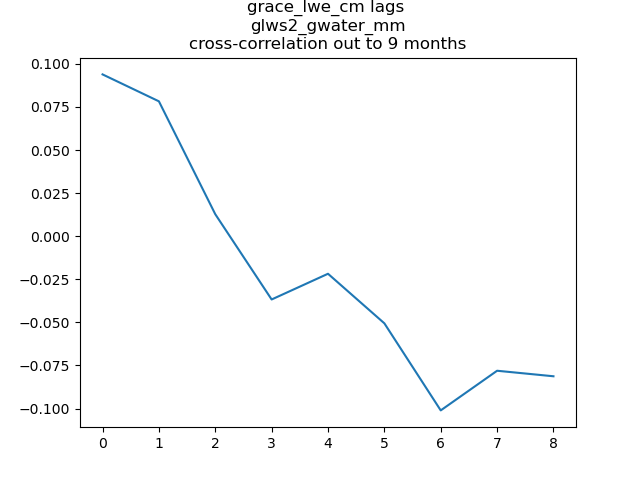 grace_lwe_cm lags
glws2_gwater_mm
cross-correlation out to 9 months
0.100
0.075
0.050
0.025
0.000
−0.025
−0.050
−0.075
−0.100
0 1 2 3 4 5 6 7 8